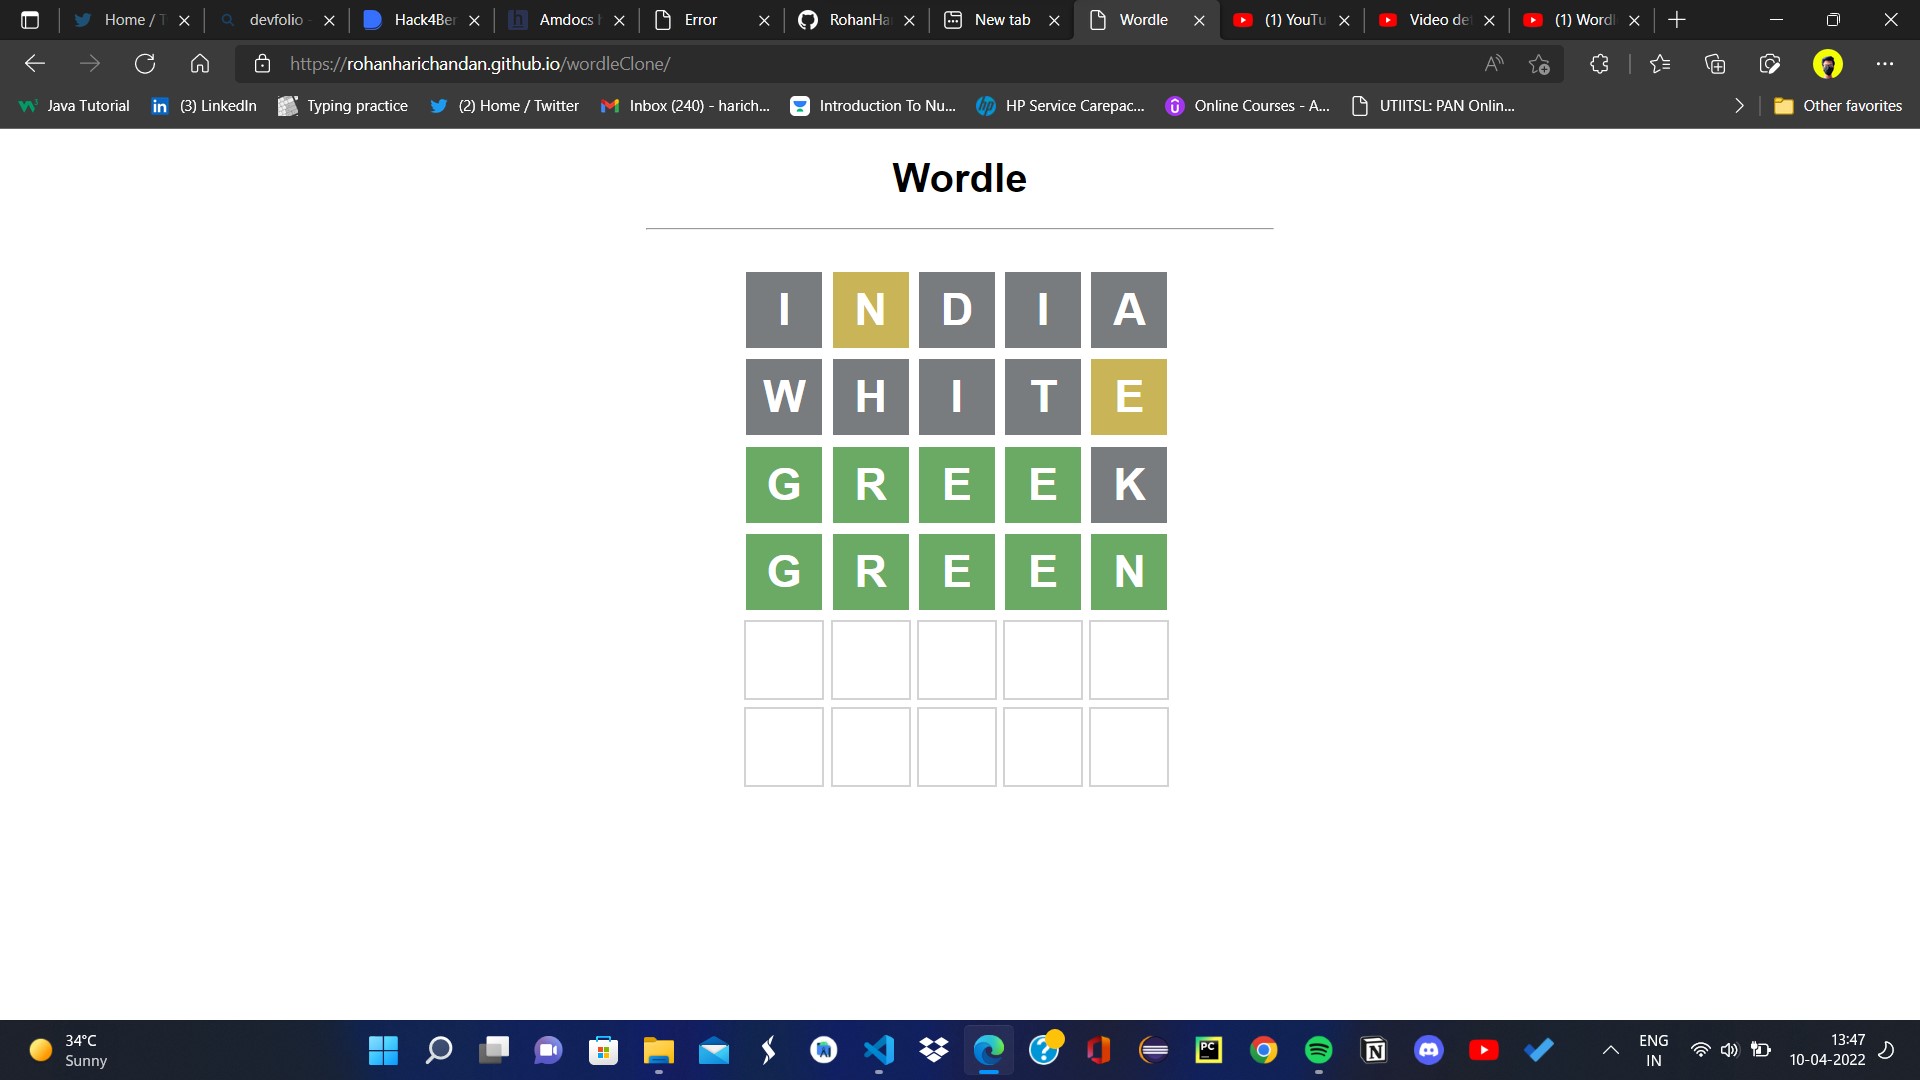 Home / T
devfolio
Hack4Ber
Amdocs
Error
RohanHa
New tab
Wordle
(1) YouTu
Video de
(1) Wordl
https://rohanharichandan.github.io/wordleClone/
Java Tutorial
(3) LinkedIn
Typing practice
(2) Home / Twitter
Inbox (240) - harich...
Introduction To Nu...
HP Service Carepac...
Online Courses - A...
UTIITSL: PAN Onlin...
Other favorites
Wordle
I N D I A
W H I T E
G R E E K
G R E E N
34°C
Sunny
ENG
IN
13:47
10-04-2022